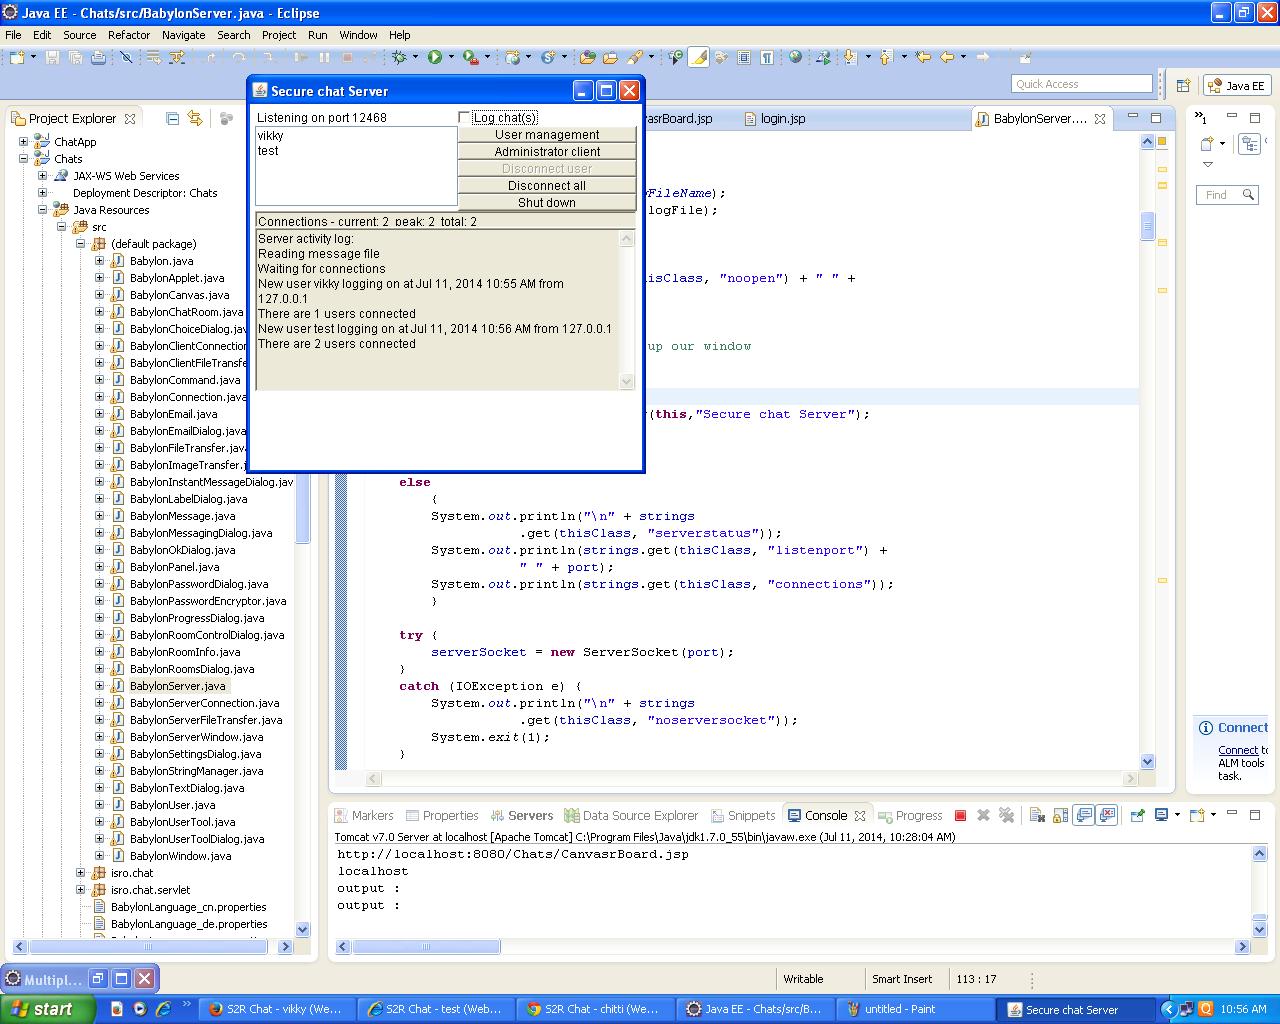 Java EE - Chats/src/BabylonServer.java - Eclipse
File Edit Source Refactor Navigate Search Project Run Window Help
Quick Access
Java EE
Project Explorer
ChatApp
Chats
JAX-WS Web Services
Deployment Descriptor: Chats
Java Resources
src
(default package)
Babylon.java
BabylonApplet.java
BabylonCanvas.java
BabylonChatRoom.java
BabylonChoiceDialog.java
BabylonClientConnection
BabylonClientFileTransfe
BabylonCommand.java
BabylonConnection.java
BabylonEmail.java
BabylonEmailDialog.java
BabylonFileTransfer.java
BabylonImageTransfer.j
BabylonInstantMessageDialog.jav
BabylonLabelDialog.java
BabylonMessage.java
BabylonMessagingDialog.java
BabylonOkDialog.java
BabylonPanel.java
BabylonPasswordDialog.java
BabylonPasswordEncryptor.java
BabylonProgressDialog.java
BabylonRoomControlDialog.java
BabylonRoomInfo.java
BabylonRoomsDialog.java
BabylonServer.java
BabylonServerConnection.java
BabylonServerFileTransfer.java
BabylonServerWindow.java
BabylonSettingsDialog.java
BabylonStringManager.java
BabylonTextDialog.java
BabylonUser.java
BabylonUserTool.java
BabylonUserToolDialog.java
BabylonWindow.java
isro.chat
isro.chat.servlet
BabylonLanguage_cn.properties
BabylonLanguage_de.properties
Secure chat Server
Listening on port 12468
Log chat(s)
vikky
test
User management
Administrator client
Disconnect user
Disconnect all
Shut down
Connections - current: 2 peak: 2 total: 2
Server activity log:
Reading message file
Waiting for connections
New user vikky logging on at Jul 11, 2014 10:55 AM from
127.0.0.1
There are 1 users connected
New user test logging on at Jul 11, 2014 10:56 AM from 127.0.0.1
There are 2 users connected
vasrBoard.jsp login.jsp BabylonServer....
yFileName);
logFile);
isClass, "noopen") + " " +
up our window
(this,"Secure chat Server");
else
{
System.out.println("\n" + strings
.get(thisClass, "serverstatus"));
System.out.println(strings.get(thisClass, "listenport") +
" " + port);
System.out.println(strings.get(thisClass, "connections"));
}
try {
serverSocket = new ServerSocket(port);
}
catch (IOException e) {
System.out.println("\n" + strings
.get(thisClass, "noserversocket"));
System.exit(1);
}
»1
Find
Connect
Connect to
ALM tools
task.
Markers Properties Servers Data Source Explorer Snippets Console Progress
Tomcat v7.0 Server at localhost [Apache Tomcat] C:\Program Files\Java\jdk1.7.0_55\bin\javaw.exe (Jul 11, 2014, 10:28:04 AM)
http://localhost:8080/Chats/CanvasrBoard.jsp
localhost
output :
output :
Multipl...
Writable Smart Insert 113 : 17
start S2R Chat - vikky (We... S2R Chat - test (Web... S2R Chat - chitti (We... Java EE - Chats/src/B... untitled - Paint Secure chat Server 10:56 AM